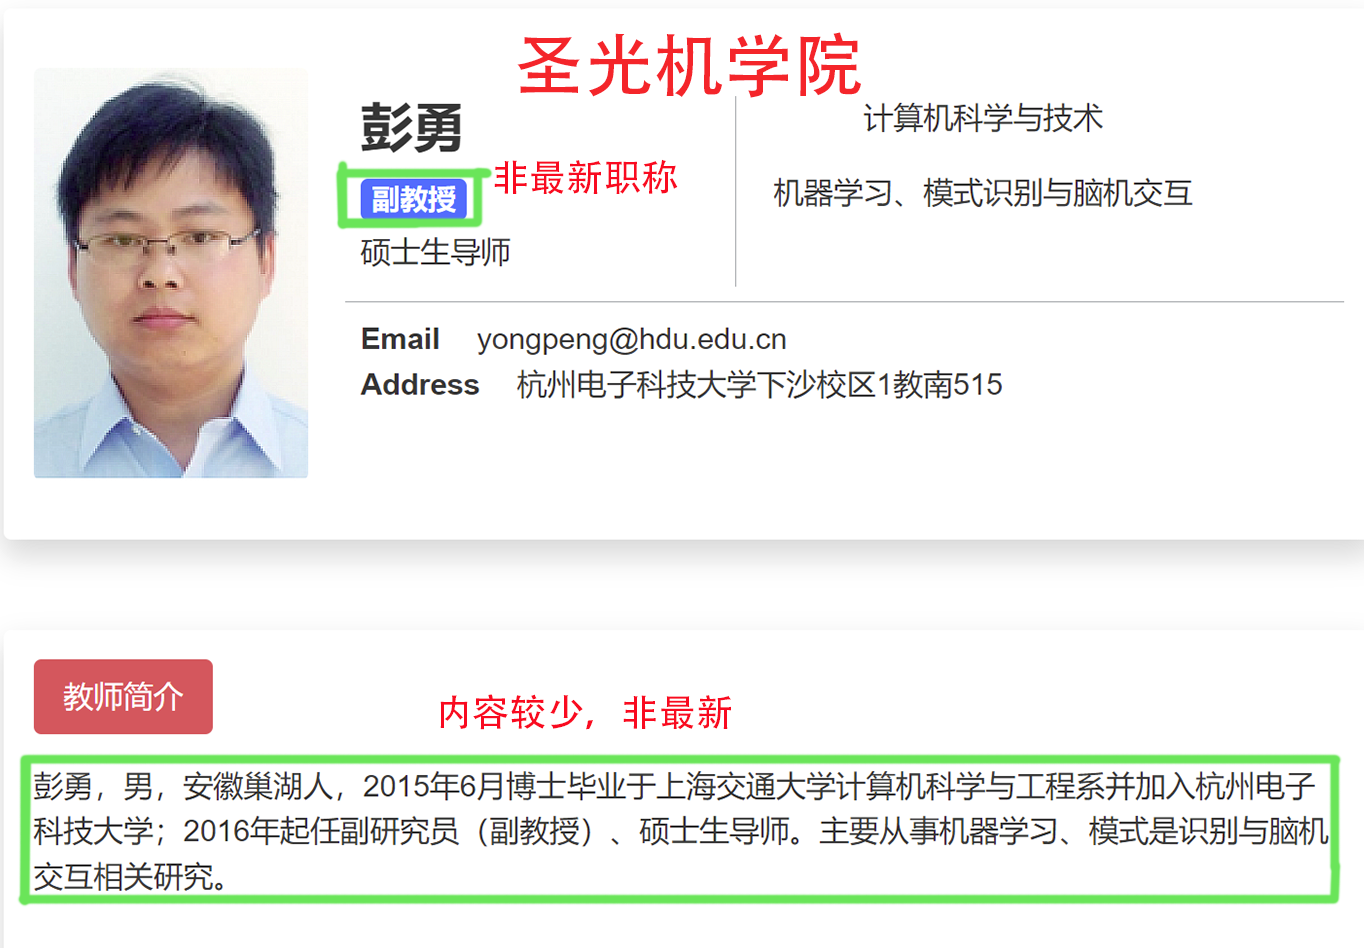 圣光机学院
彭勇
副教授
非最新职称
硕士生导师
计算机科学与技术
机器学习、模式识别与脑机交互
Email yongpeng@hdu.edu.cn
Address 杭州电子科技大学下沙校区1教南515
教师简介
内容较少，非最新
彭勇，男，安徽巢湖人，2015年6月博士毕业于上海交通大学计算机科学与工程系并加入杭州电子
科技大学；2016年起任副研究员（副教授）、硕士生导师。主要从事机器学习、模式是识别与脑机
交互相关研究。